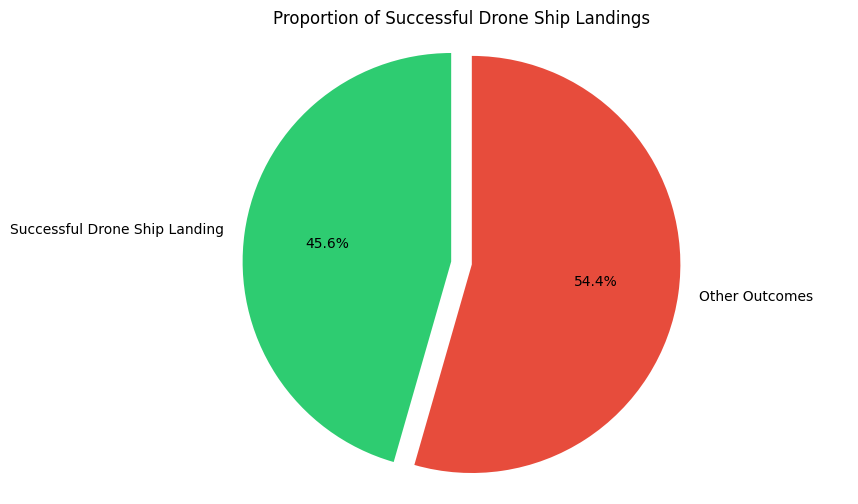 Proportion of Successful Drone Ship Landings
Successful Drone Ship Landing
45.6%
54.4%
Other Outcomes